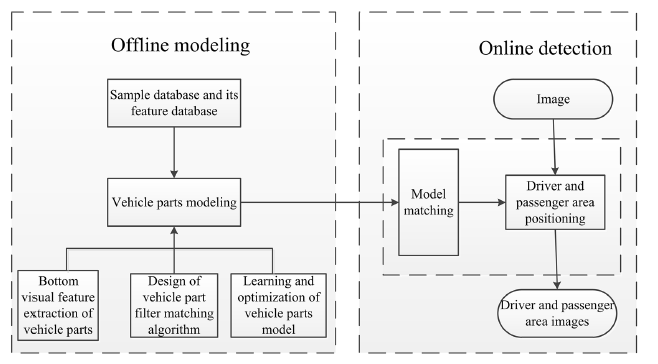 Offline modeling
Sample database and its
feature database
Vehicle parts modeling
Bottom
visual feature
extraction of
vehicle parts
Design of
vehicle part
filter matching
algorithm
Learning and
optimization of
vehicle parts
model
Online detection
Image
Model
matching
Driver and
passenger area
positioning
Driver and passenger
area images